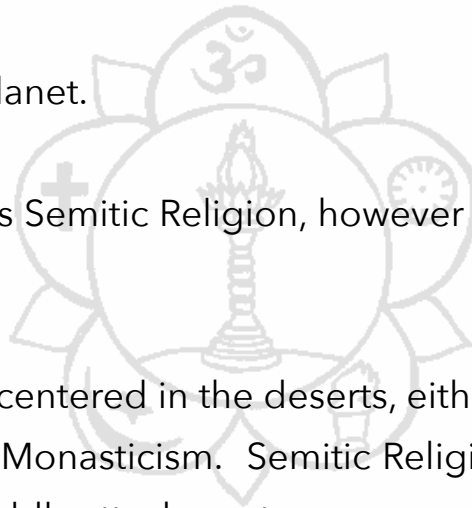 lanet.
s Semitic Religion, however
centered in the deserts, eith
Monasticism. Semitic Religi
ॐ